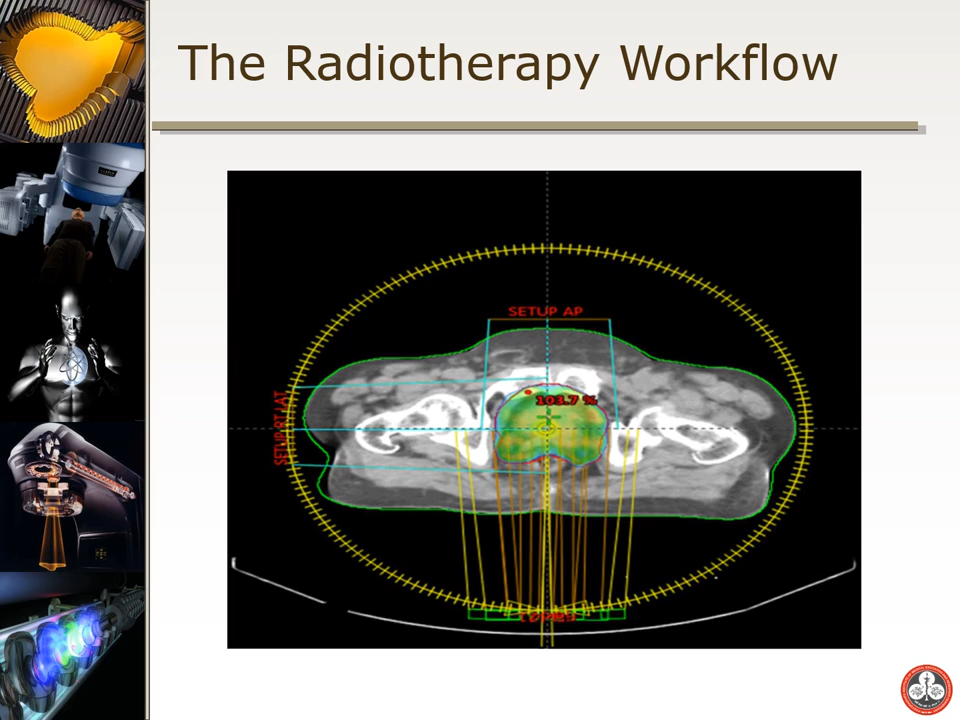 The Radiotherapy Workflow
SETUP AP
103.7 %
SETUP RT LAT